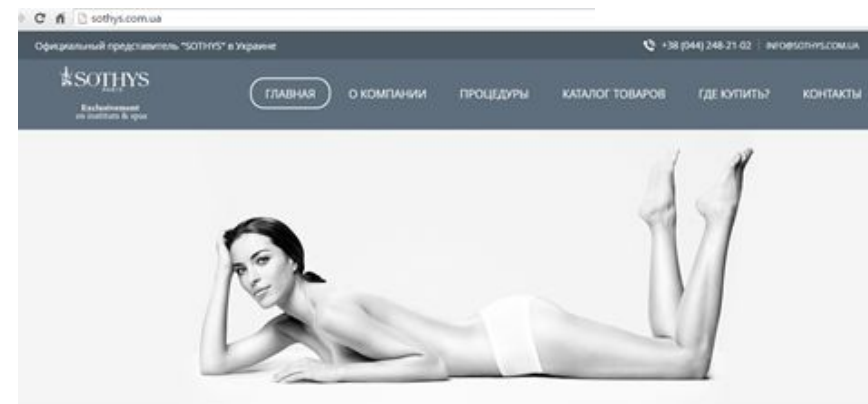 sothys.com.ua
Официальный представитель "SOTHYS" в Украине
+38 (044) 248-21-02 | INFO@SOTHYS.COM.UA
SOTHYS
PARIS
Exclusivement
en instituts & spas
ГЛАВНАЯ
О КОМПАНИИ
ПРОЦЕДУРЫ
КАТАЛОГ ТОВАРОВ
ГДЕ КУПИТЬ?
КОНТАКТЫ